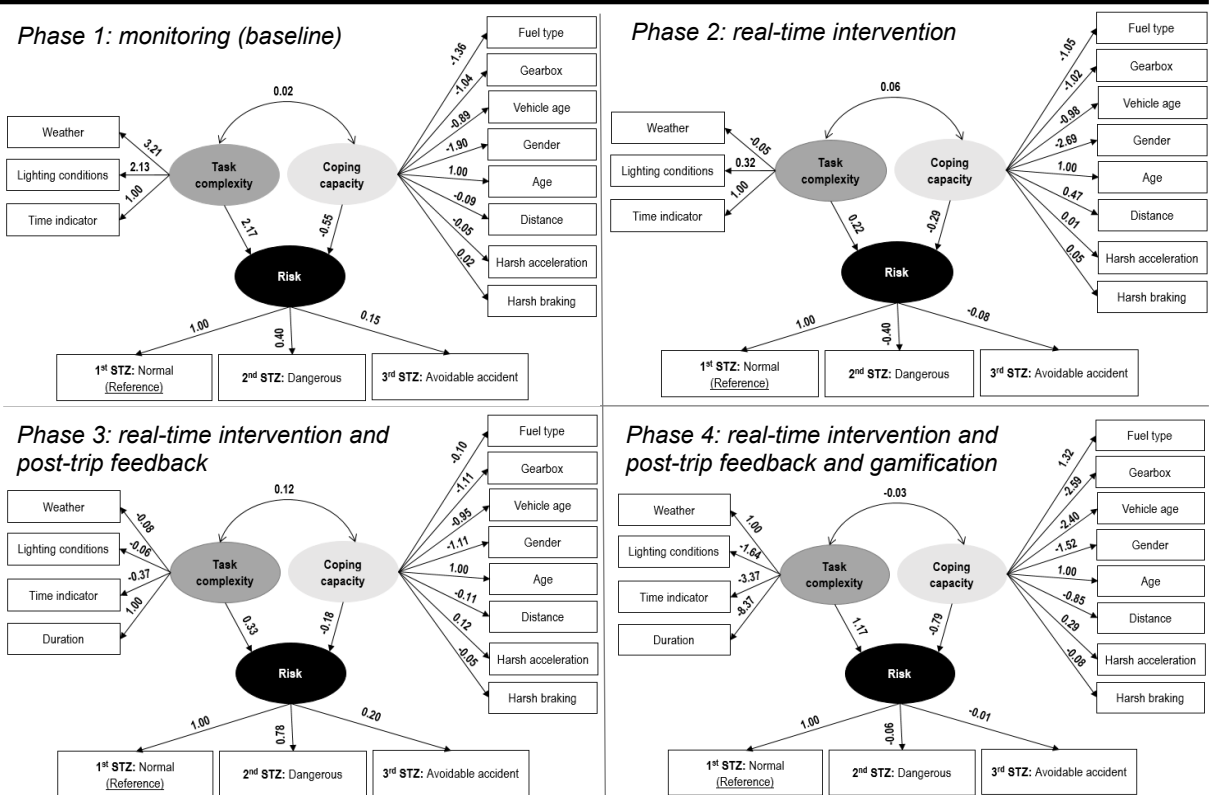 Phase 1: monitoring (baseline)
0.02
Weather
Lighting conditions
Time indicator
3.21
2.13
1.00
Task
complexity
Coping
capacity
-1.36
-1.04
-0.89
-1.90
1.00
-0.09
-0.05
0.02
Fuel type
Gearbox
Vehicle age
Gender
Age
Distance
Harsh acceleration
Harsh braking
2.17
-0.55
Risk
1.00
0.40
0.15
1st STZ: Normal
(Reference)
2nd STZ: Dangerous
3rd STZ: Avoidable accident
Phase 2: real-time intervention
0.06
Weather
Lighting conditions
Time indicator
-0.05
0.32
1.00
Task
complexity
Coping
capacity
-1.05
-1.02
-0.98
-2.69
1.00
0.47
0.01
0.05
Fuel type
Gearbox
Vehicle age
Gender
Age
Distance
Harsh acceleration
Harsh braking
0.22
-0.29
Risk
1.00
-0.40
-0.08
1st STZ: Normal
(Reference)
2nd STZ: Dangerous
3rd STZ: Avoidable accident
Phase 3: real-time intervention and
post-trip feedback
0.12
Weather
Lighting conditions
Time indicator
Duration
-0.08
-0.06
-0.37
1.00
Task
complexity
Coping
capacity
-0.10
-1.11
-0.95
-1.11
1.00
-0.11
0.12
-0.05
Fuel type
Gearbox
Vehicle age
Gender
Age
Distance
Harsh acceleration
Harsh braking
0.33
-0.18
Risk
1.00
0.78
0.20
1st STZ: Normal
(Reference)
2nd STZ: Dangerous
3rd STZ: Avoidable accident
Phase 4: real-time intervention and
post-trip feedback and gamification
-0.03
Weather
Lighting conditions
Time indicator
Duration
1.00
-1.64
-3.37
-8.37
Task
complexity
Coping
capacity
1.32
-2.59
-2.40
-1.52
1.00
-0.85
0.29
-0.08
Fuel type
Gearbox
Vehicle age
Gender
Age
Distance
Harsh acceleration
Harsh braking
1.17
-0.79
Risk
1.00
-0.06
-0.01
1st STZ: Normal
(Reference)
2nd STZ: Dangerous
3rd STZ: Avoidable accident